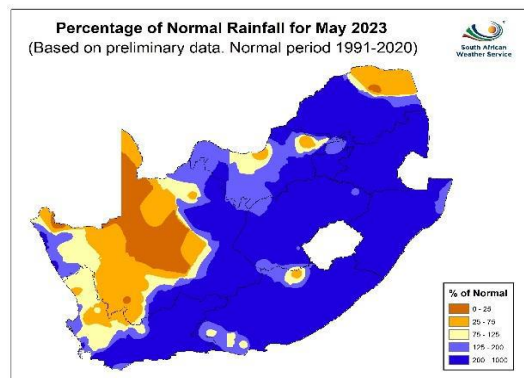 Percentage of Normal Rainfall for May 2023
(Based on preliminary data. Normal period 1991-2020)
South African
Weather Service
% of Normal
0 - 25
25 - 75
75 - 125
125 - 200
200 - 1000